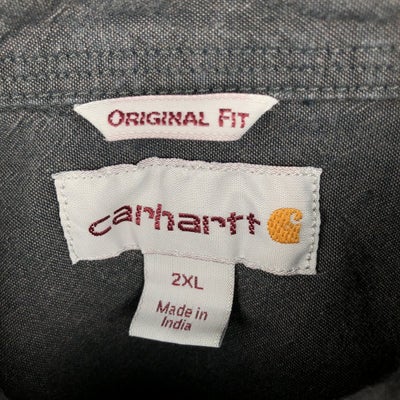 ORIGINAL FIT
carhartt
2XL
Made in
India